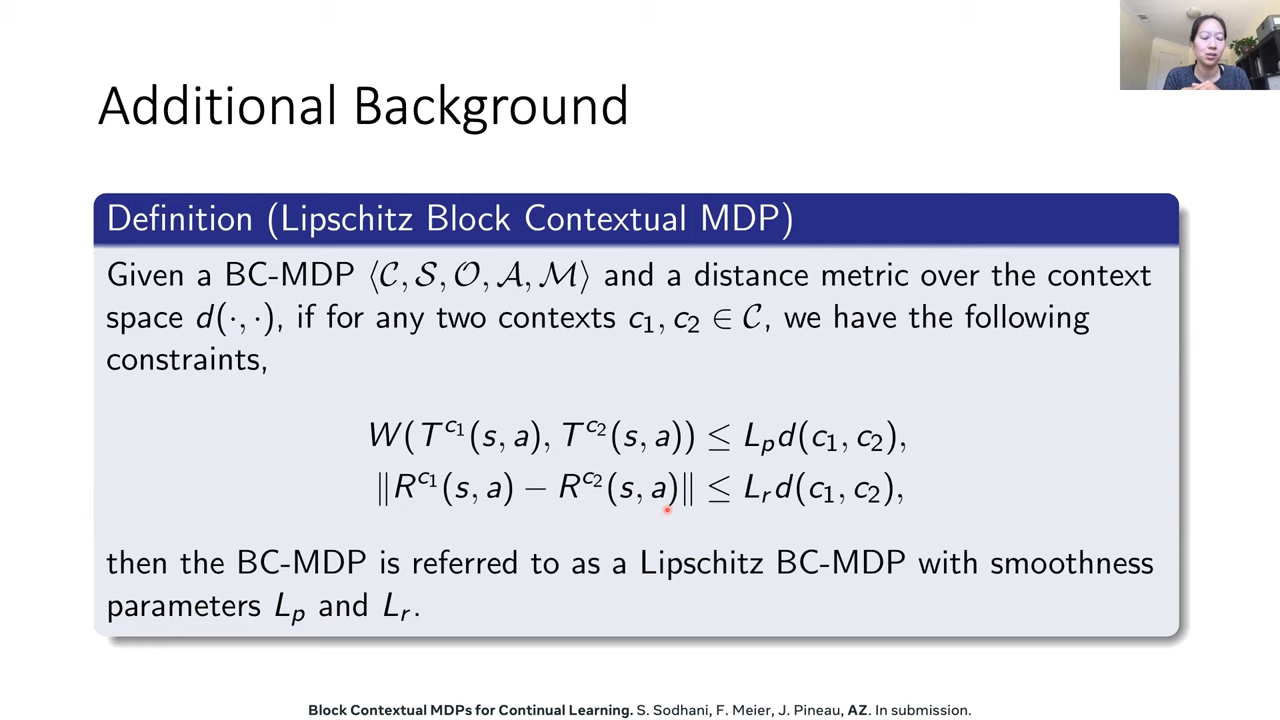 Additional Background
Definition (Lipschitz Block Contextual MDP)
Given a BC-MDP ⟨𝒞, 𝒮, 𝒪, 𝒜, ℳ⟩ and a distance metric over the context
space d(·, ·), if for any two contexts c₁, c₂ ∈ 𝒞, we have the following
constraints,
W(T^{c₁}(s, a), T^{c₂}(s, a)) ≤ L_p d(c₁, c₂),
‖R^{c₁}(s, a) − R^{c₂}(s, a)‖ ≤ L_r d(c₁, c₂),
then the BC-MDP is referred to as a Lipschitz BC-MDP with smoothness
parameters L_p and L_r.
Block Contextual MDPs for Continual Learning. S. Sodhani, F. Meier, J. Pineau, AZ. In submission.